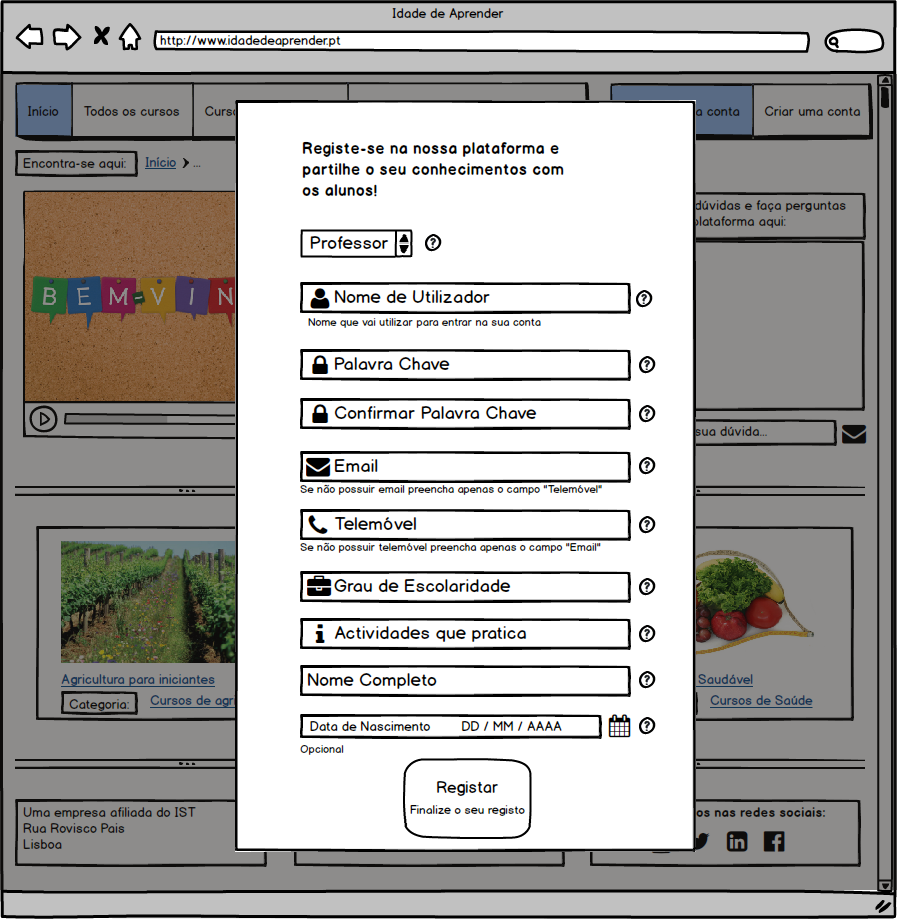 Idade de Aprender
http://www.idadedeaprender.pt
Início
Todos os cursos
a conta
Criar uma conta
Encontra-se aqui:
Início > ...
Registe-se na nossa plataforma e
partilhe o seu conhecimentos com
os alunos!
dúvidas e faça perguntas
plataforma aqui:
Professor
?
BEM-VIN
Nome de Utilizador
?
Nome que vai utilizar para entrar na sua conta
Palavra Chave
?
Confirmar Palavra Chave
?
sua dúvida...
Email
?
Se não possuir email preencha apenas o campo "Telemóvel"
Telemóvel
?
Se não possuir telemóvel preencha apenas o campo "Email"
Grau de Escolaridade
?
Actividades que pratica
?
Nome Completo
?
Agricultura para iniciantes
Saudável
Categoria:
Cursos de agri
Cursos de Saúde
Data de Nascimento DD / MM / AAAA
?
Opcional
Registar
Finalize o seu registo
Uma empresa afiliada do IST
Rua Rovisco Pais
Lisboa
os nas redes sociais: